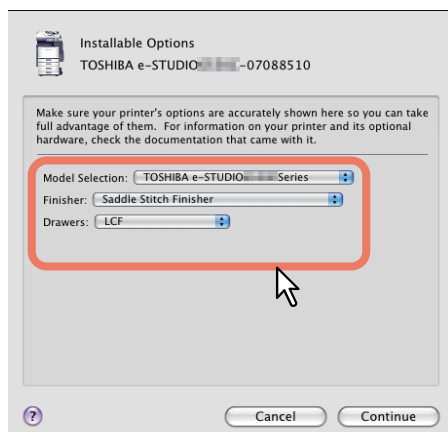 Installable Options
TOSHIBA e-STUDIO -07088510
Make sure your printer's options are accurately shown here so you can take
full advantage of them. For information on your printer and its optional
hardware, check the documentation that came with it.
Model Selection: TOSHIBA e-STUDIO Series
Finisher: Saddle Stitch Finisher
Drawers: LCF
? Cancel Continue